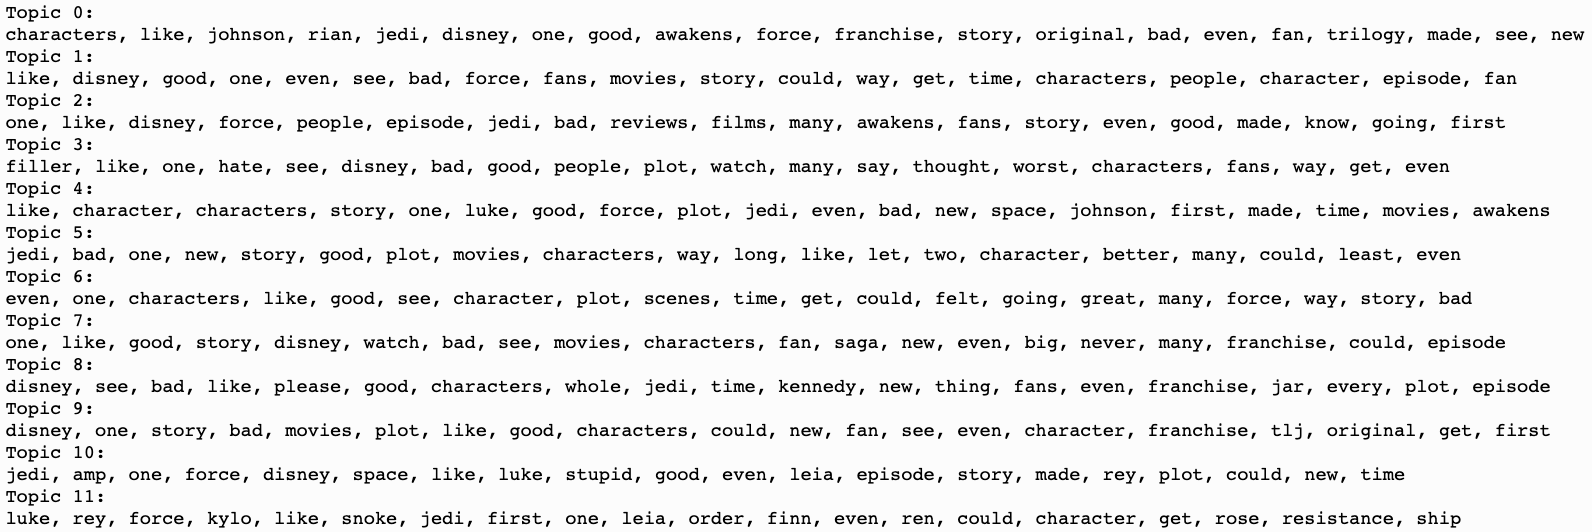 Topic 0:
characters, like, johnson, rian, jedi, disney, one, good, awakens, force, franchise, story, original, bad, even, fan, trilogy, made, see, new
Topic 1:
like, disney, good, one, even, see, bad, force, fans, movies, story, could, way, get, time, characters, people, character, episode, fan
Topic 2:
one, like, disney, force, people, episode, jedi, bad, reviews, films, many, awakens, fans, story, even, good, made, know, going, first
Topic 3:
filler, like, one, hate, see, disney, bad, good, people, plot, watch, many, say, thought, worst, characters, fans, way, get, even
Topic 4:
like, character, characters, story, one, luke, good, force, plot, jedi, even, bad, new, space, johnson, first, made, time, movies, awakens
Topic 5:
jedi, bad, one, new, story, good, plot, movies, characters, way, long, like, let, two, character, better, many, could, least, even
Topic 6:
even, one, characters, like, good, see, character, plot, scenes, time, get, could, felt, going, great, many, force, way, story, bad
Topic 7:
one, like, good, story, disney, watch, bad, see, movies, characters, fan, saga, new, even, big, never, many, franchise, could, episode
Topic 8:
disney, see, bad, like, please, good, characters, whole, jedi, time, kennedy, new, thing, fans, even, franchise, jar, every, plot, episode
Topic 9:
disney, one, story, bad, movies, plot, like, good, characters, could, new, fan, see, even, character, franchise, tlj, original, get, first
Topic 10:
jedi, amp, one, force, disney, space, like, luke, stupid, good, even, leia, episode, story, made, rey, plot, could, new, time
Topic 11:
luke, rey, force, kylo, like, snoke, jedi, first, one, leia, order, finn, even, ren, could, character, get, rose, resistance, ship